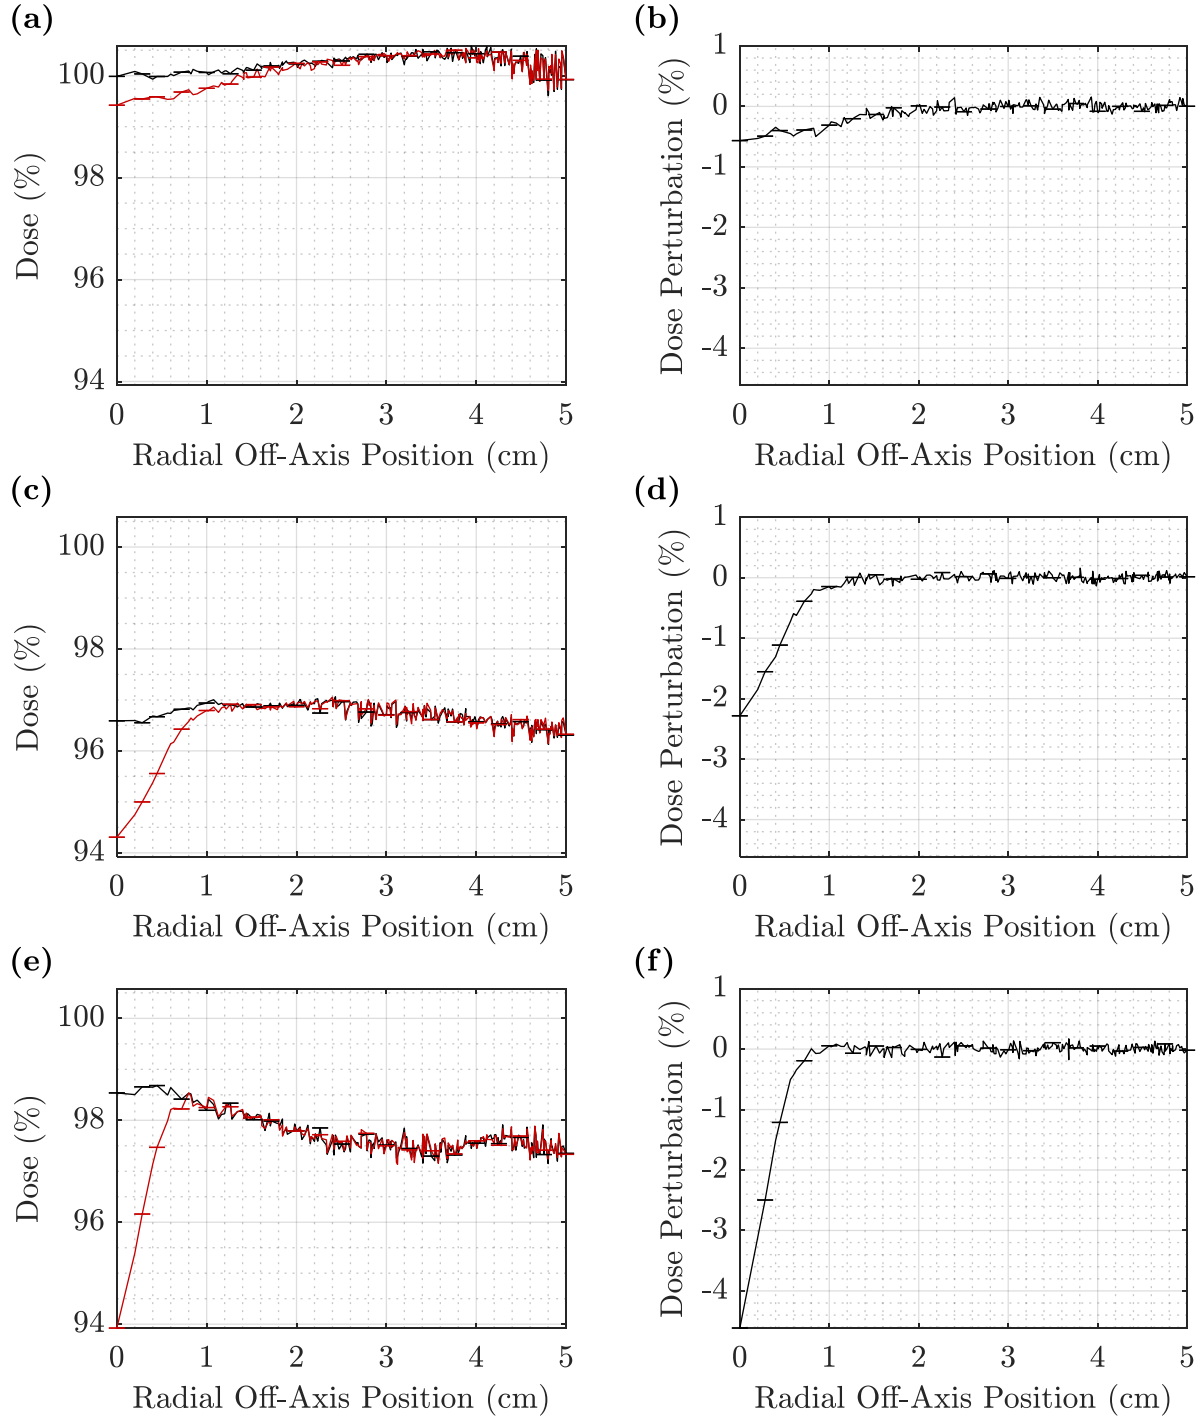 (a)
100
98
96
94
Dose (%)
0 1 2 3 4 5
Radial Off-Axis Position (cm)
(b)
1
0
-1
-2
-3
-4
Dose Perturbation (%)
0 1 2 3 4 5
Radial Off-Axis Position (cm)
(c)
100
98
96
94
Dose (%)
0 1 2 3 4 5
Radial Off-Axis Position (cm)
(d)
1
0
-1
-2
-3
-4
Dose Perturbation (%)
0 1 2 3 4 5
Radial Off-Axis Position (cm)
(e)
100
98
96
94
Dose (%)
0 1 2 3 4 5
Radial Off-Axis Position (cm)
(f)
1
0
-1
-2
-3
-4
Dose Perturbation (%)
0 1 2 3 4 5
Radial Off-Axis Position (cm)